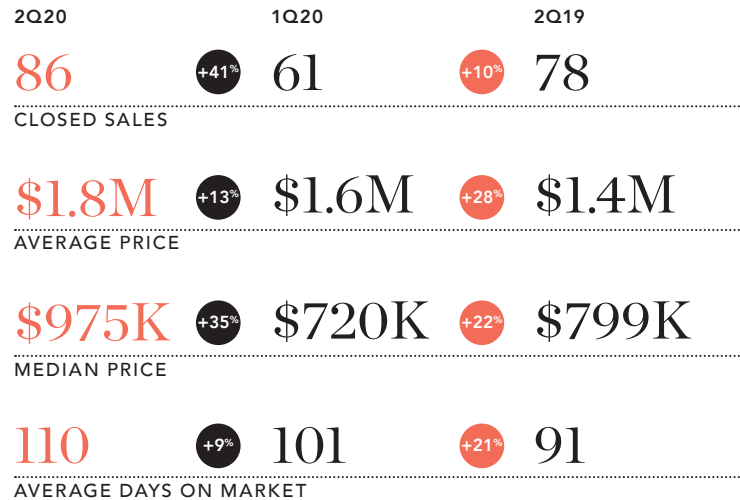 2Q20 1Q20 2Q19
86 +41% 61 +10% 78
CLOSED SALES
$1.8M +13% $1.6M +28% $1.4M
AVERAGE PRICE
$975K +35% $720K +22% $799K
MEDIAN PRICE
110 +9% 101 +21% 91
AVERAGE DAYS ON MARKET